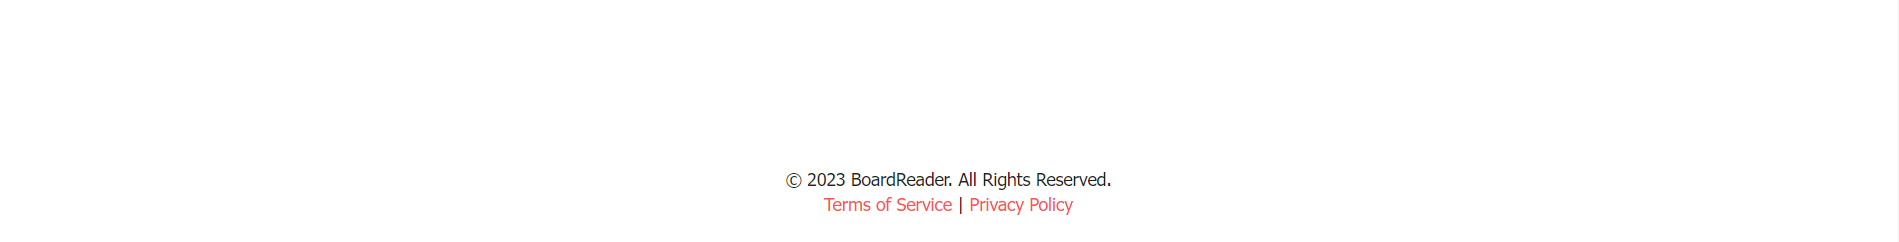 © 2023 BoardReader. All Rights Reserved.
Terms of Service | Privacy Policy